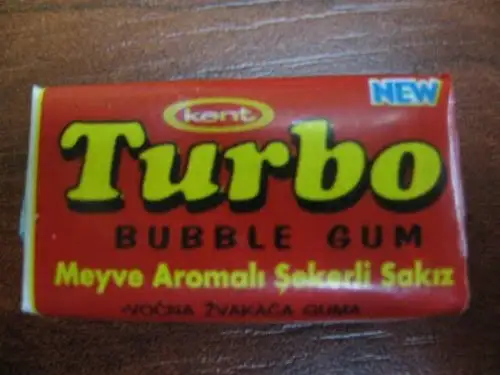 NEW
kent
Turbo
BUBBLE GUM
Meyve Aromalı Şekerli Sakız
VOĆNA ŽVAKAĆA GUMA